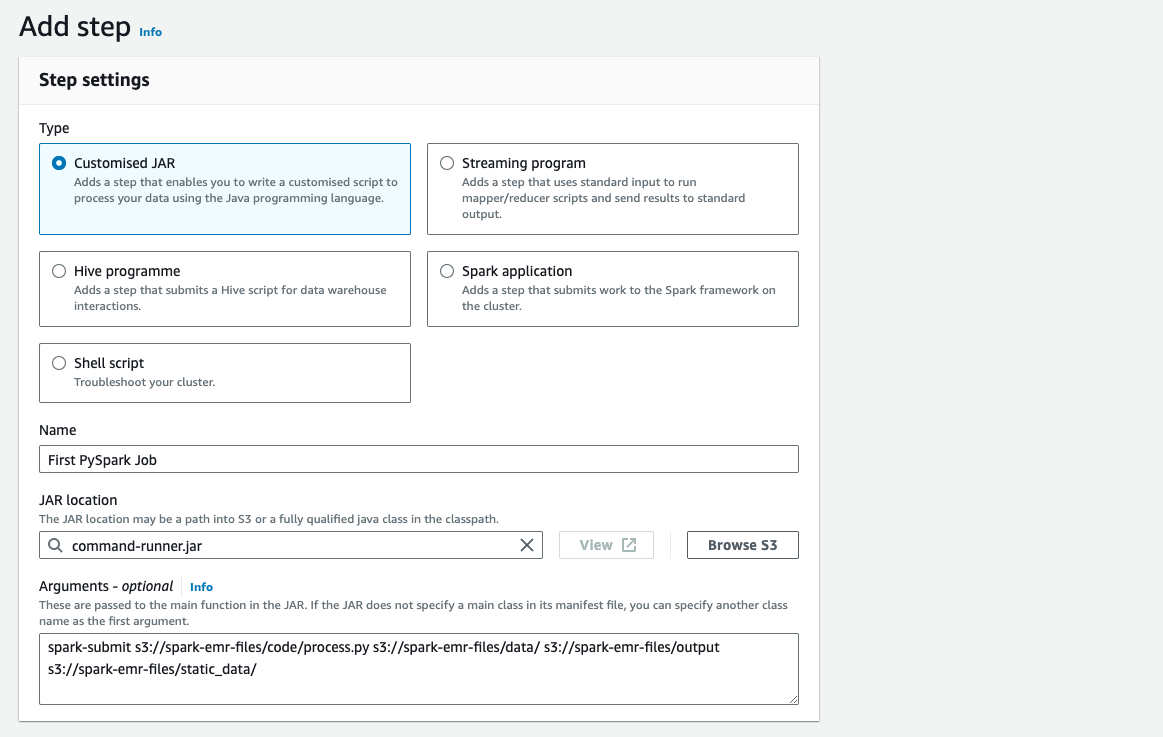 Add step Info
Step settings
Type
Customised JAR
Adds a step that enables you to write a customised script to
process your data using the Java programming language.
Streaming program
Adds a step that uses standard input to run
mapper/reducer scripts and send results to standard
output.
Hive programme
Adds a step that submits a Hive script for data warehouse
interactions.
Spark application
Adds a step that submits work to the Spark framework on
the cluster.
Shell script
Troubleshoot your cluster.
Name
First PySpark Job
JAR location
The JAR location may be a path into S3 or a fully qualified java class in the classpath.
command-runner.jar
View
Browse S3
Arguments - optional Info
These are passed to the main function in the JAR. If the JAR does not specify a main class in its manifest file, you can specify another class
name as the first argument.
spark-submit s3://spark-emr-files/code/process.py s3://spark-emr-files/data/ s3://spark-emr-files/output
s3://spark-emr-files/static_data/